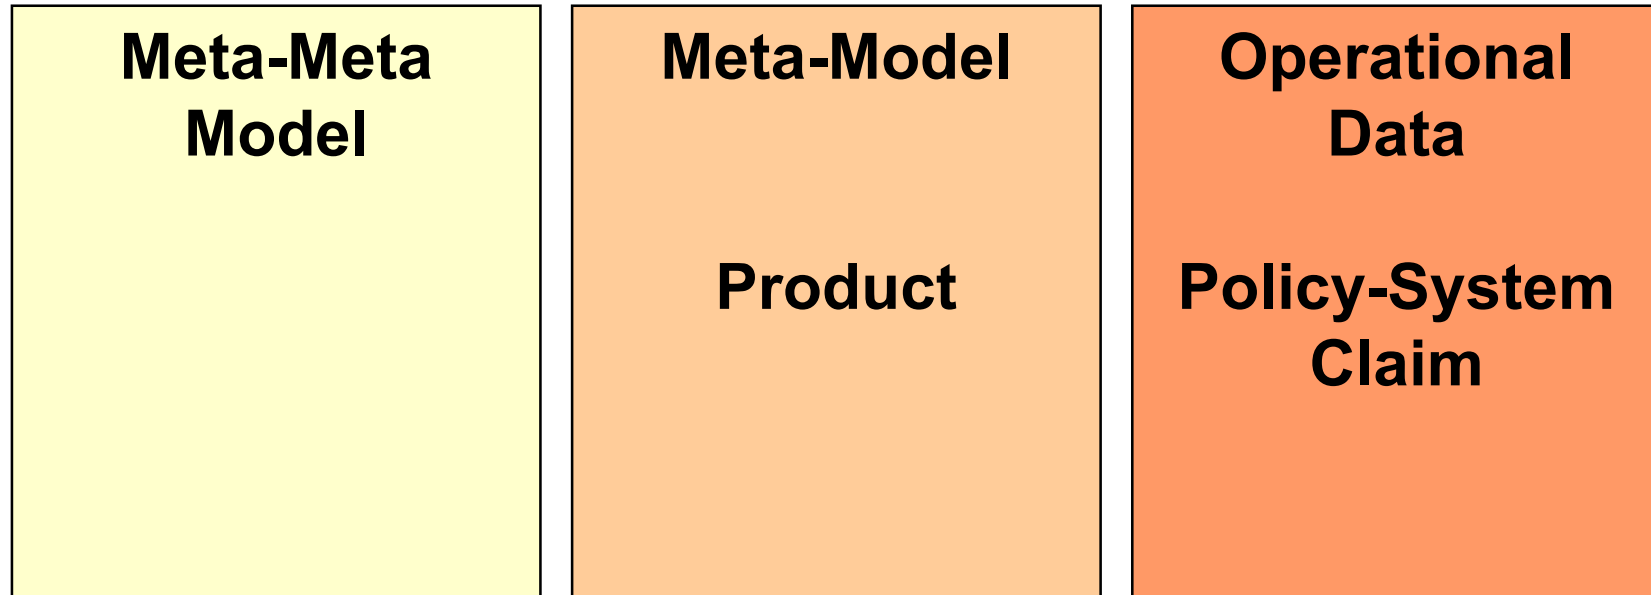 Meta-Meta
Model
Meta-Model
Product
Operational
Data
Policy-System
Claim